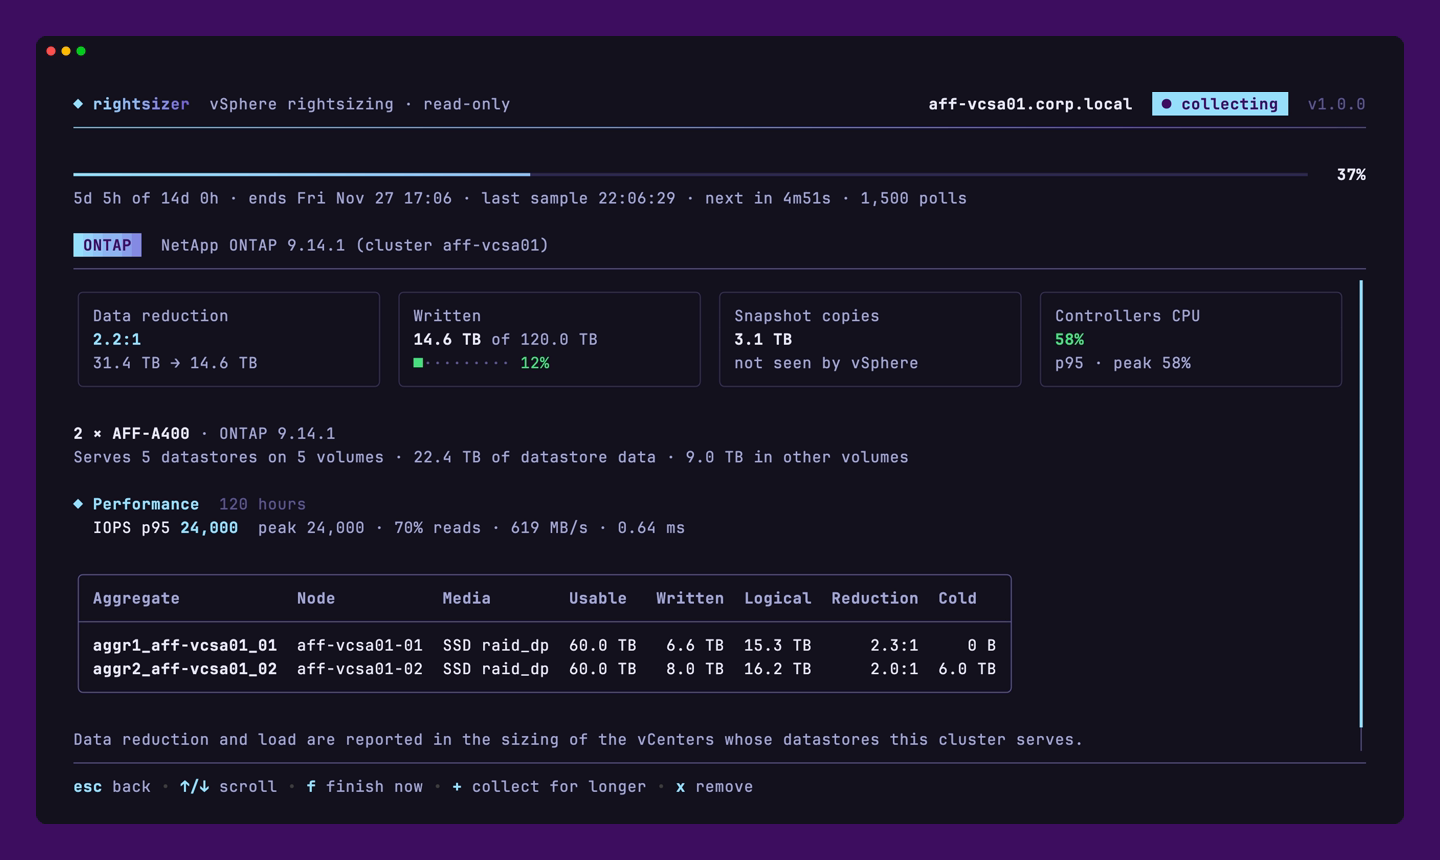 ◆ rightsizer vSphere rightsizing · read-only aff-vcsa01.corp.local ● collecting v1.0.0
37%
5d 5h of 14d 0h · ends Fri Nov 27 17:06 · last sample 22:06:29 · next in 4m51s · 1,500 polls
ONTAP NetApp ONTAP 9.14.1 (cluster aff-vcsa01)
Data reduction
2.2:1
31.4 TB → 14.6 TB
Written
14.6 TB of 120.0 TB
12%
Snapshot copies
3.1 TB
not seen by vSphere
Controllers CPU
58%
p95 · peak 58%
2 × AFF-A400 · ONTAP 9.14.1
Serves 5 datastores on 5 volumes · 22.4 TB of datastore data · 9.0 TB in other volumes
◆ Performance 120 hours
IOPS p95 24,000 peak 24,000 · 70% reads · 619 MB/s · 0.64 ms
Aggregate Node Media Usable Written Logical Reduction Cold
aggr1_aff-vcsa01_01 aff-vcsa01-01 SSD raid_dp 60.0 TB 6.6 TB 15.3 TB 2.3:1 0 B
aggr2_aff-vcsa01_02 aff-vcsa01-02 SSD raid_dp 60.0 TB 8.0 TB 16.2 TB 2.0:1 6.0 TB
Data reduction and load are reported in the sizing of the vCenters whose datastores this cluster serves.
esc back · ↑/↓ scroll · f finish now · + collect for longer · x remove